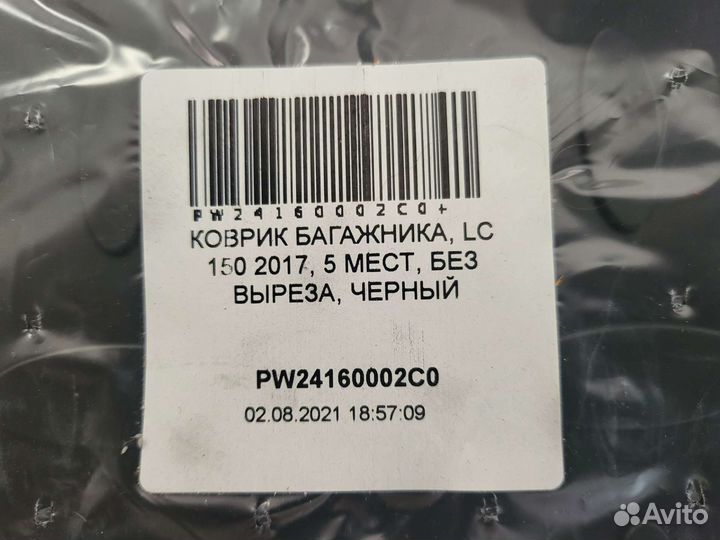 PW24160002C0+
КОВРИК БАГАЖНИКА, LC
150 2017, 5 МЕСТ, БЕЗ
ВЫРЕЗА, ЧЕРНЫЙ
PW24160002C0
02.08.2021 18:57:09
Avito